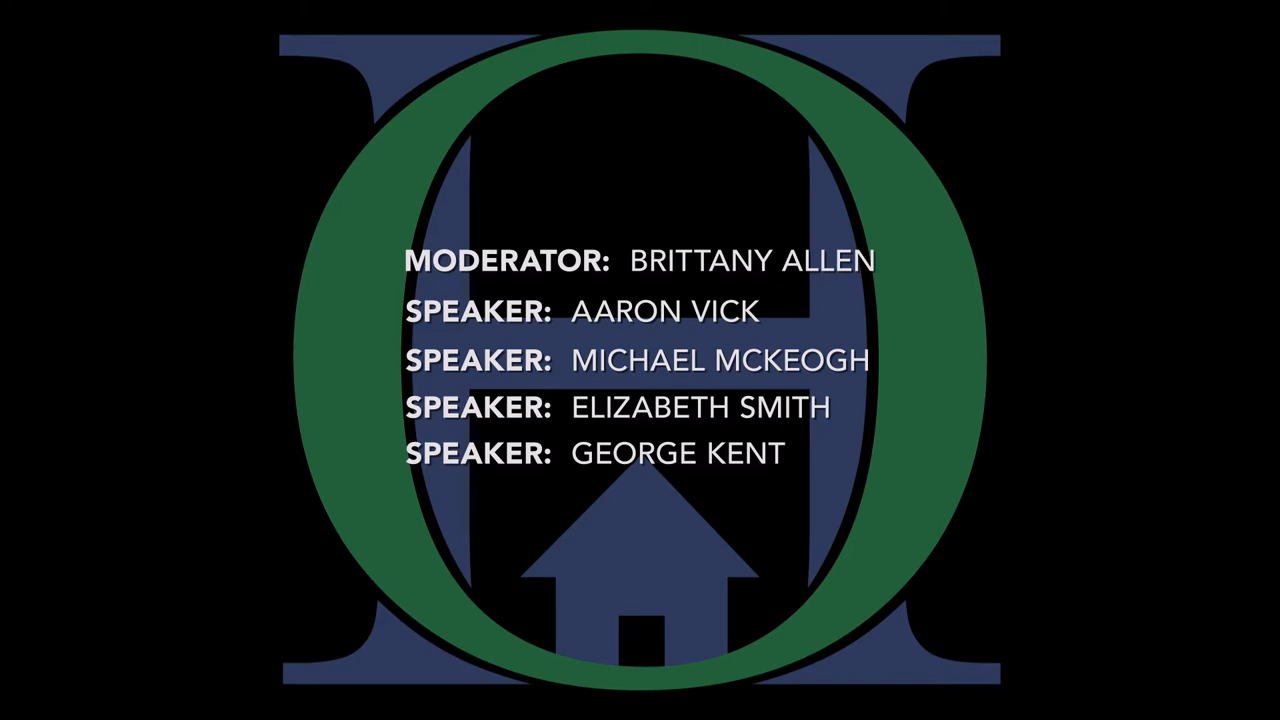 MODERATOR: BRITTANY ALLEN
SPEAKER: AARON VICK
SPEAKER: MICHAEL MCKEOGH
SPEAKER: ELIZABETH SMITH
SPEAKER: GEORGE KENT